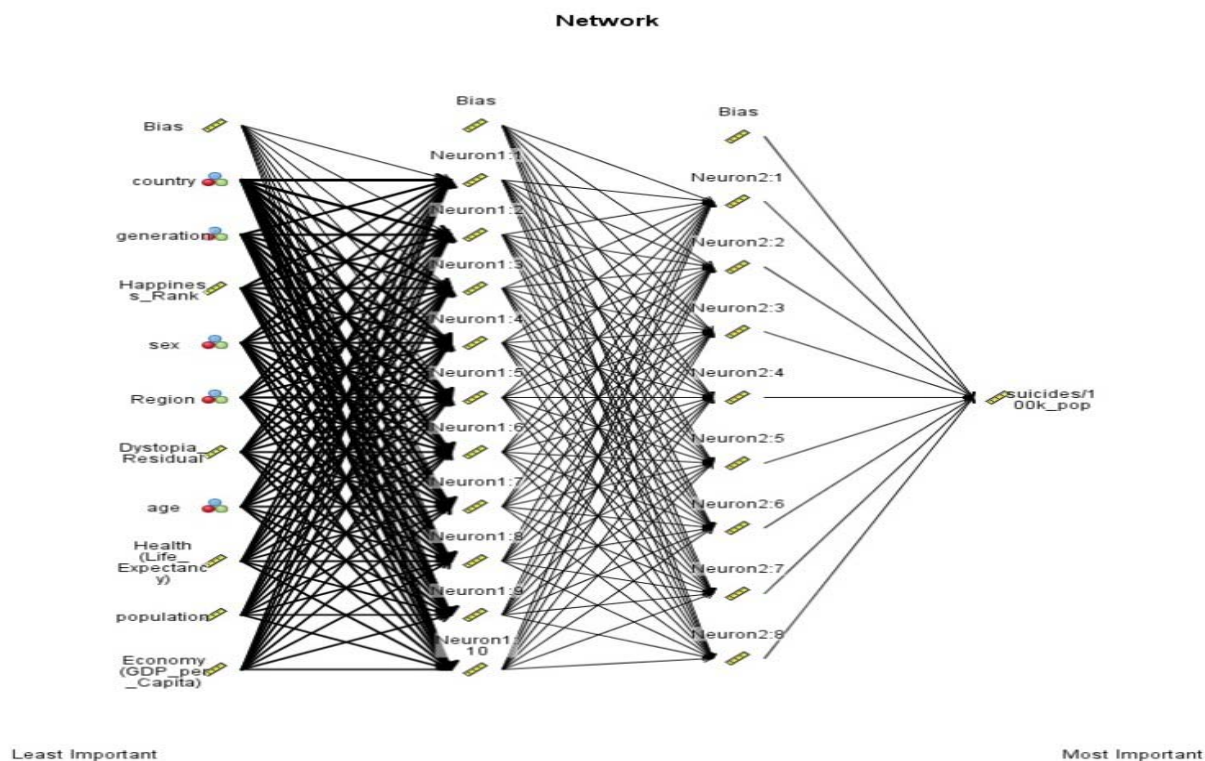 Network
Bias
country
generation
Happines
s_Rank
sex
Region
Dystopia_
Residual
age
Health
(Life_
Expectanc
y)
population
Economy
(GDP_per
_Capita)
Bias
Neuron1:1
Neuron1:2
Neuron1:3
Neuron1:4
Neuron1:5
Neuron1:6
Neuron1:7
Neuron1:8
Neuron1:9
Neuron1:
10
Bias
Neuron2:1
Neuron2:2
Neuron2:3
Neuron2:4
Neuron2:5
Neuron2:6
Neuron2:7
Neuron2:8
suicides/1
00k_pop
Least Important
Most Important